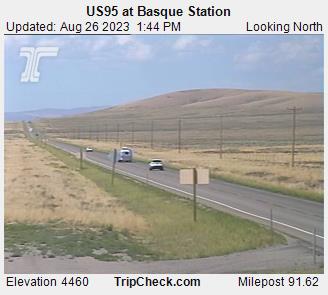 US95 at Basque Station
Updated: Aug 26 2023 1:44 PM Looking North
Elevation 4460 TripCheck.com Milepost 91.62